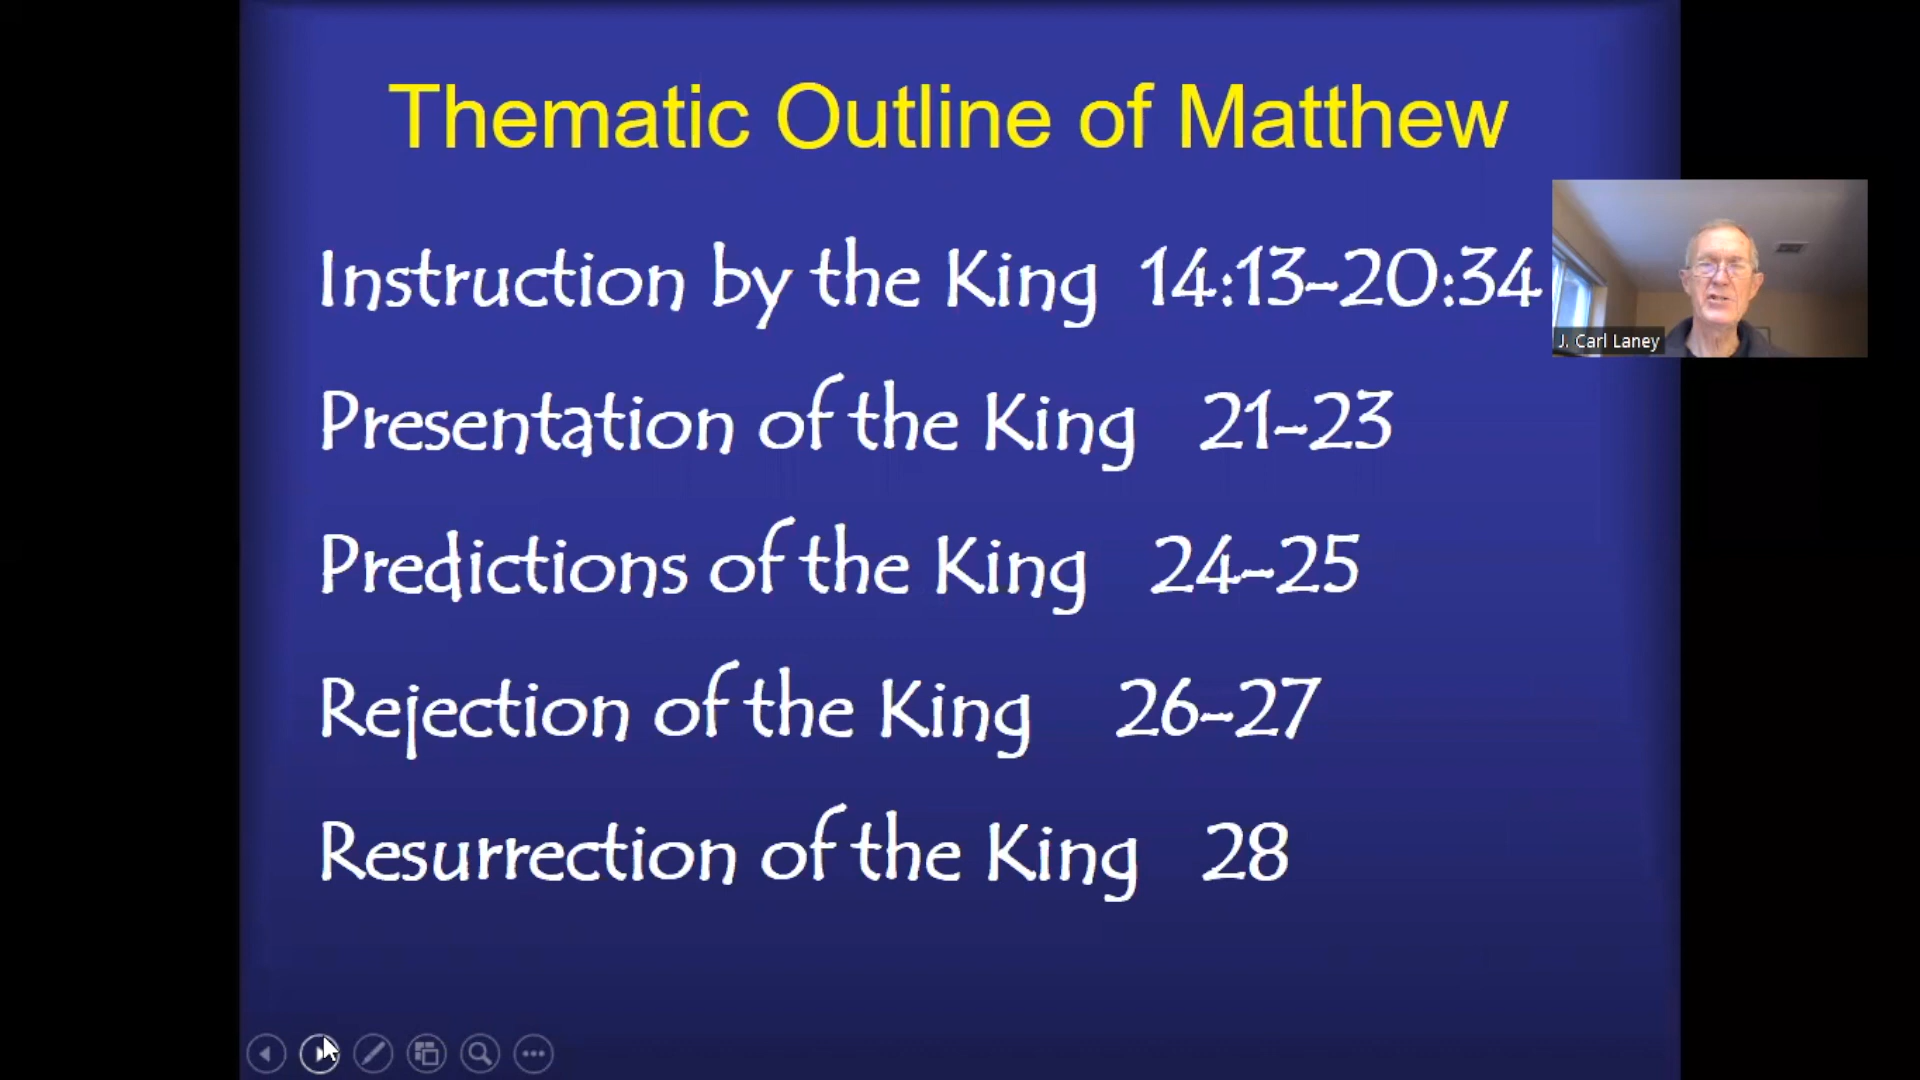 Thematic Outline of Matthew
Instruction by the King 14:13-20:34
Presentation of the King 21-23
Predictions of the King 24-25
Rejection of the King 26-27
Resurrection of the King 28
J. Carl Laney